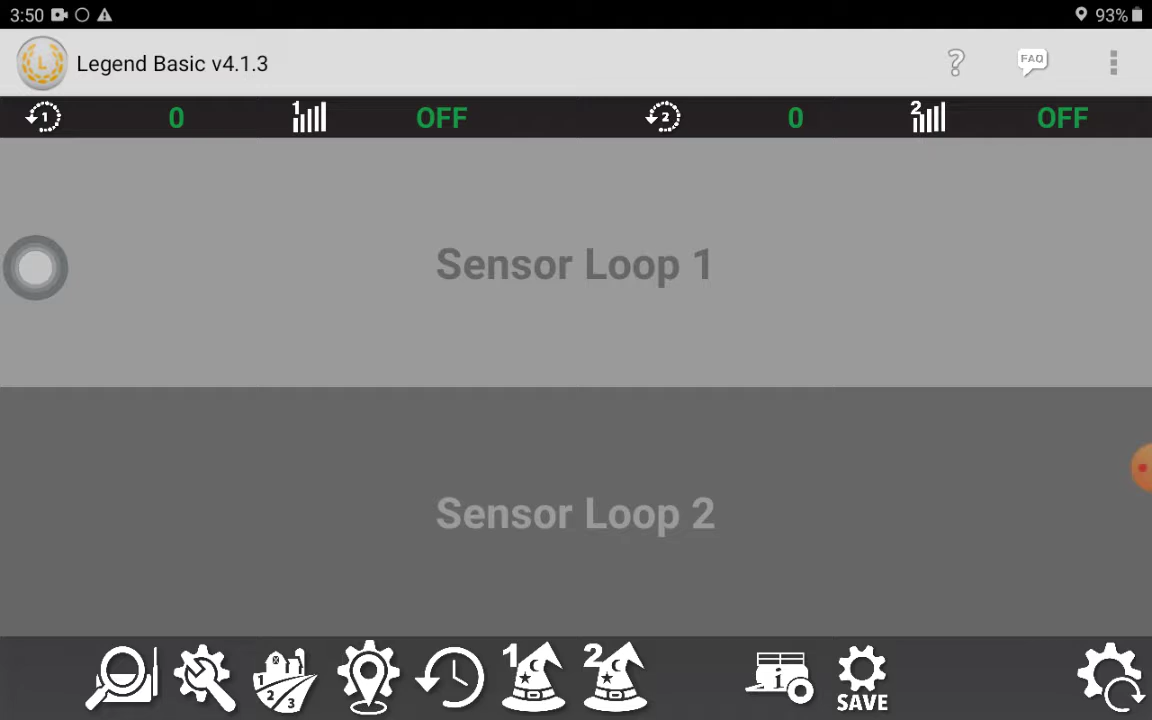 3:50 93%
Legend Basic v4.1.3 ? FAQ
1 0 1 OFF 2 0 2 OFF
Sensor Loop 1
Sensor Loop 2
1 2 3 1 2 1 SAVE